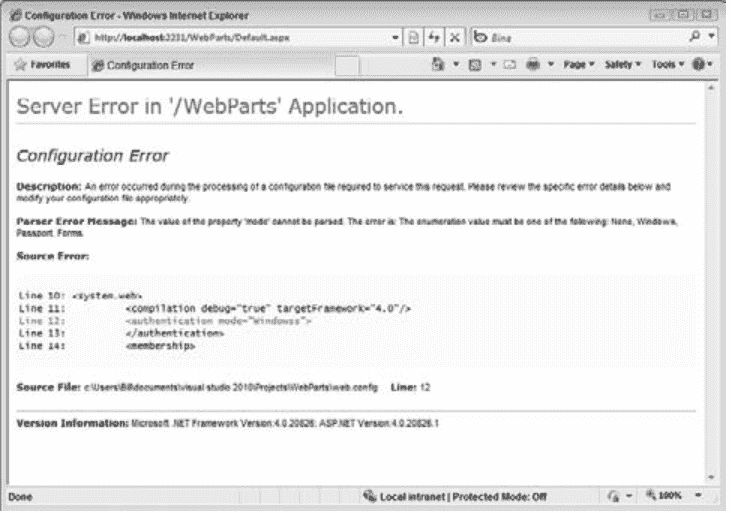 Configuration Error - Windows Internet Explorer
http://localhost:2232/WebParts/Default.aspx
Bing
Favorites Configuration Error Page Safety Tools
Server Error in '/WebParts' Application.
Configuration Error
Description: An error occurred during the processing of a configuration file required to service this request. Please review the specific error details below and
modify your configuration file appropriately.
Parser Error Message: The value of the property 'mode' cannot be parsed. The error is: The enumeration value must be one of the following: None, Windows,
Passport, Forms.
Source Error:
Line 10: <system.web>
Line 11: <compilation debug="true" targetFramework="4.0"/>
Line 12: <authentication mode="Windowss">
Line 13: </authentication>
Line 14: <membership>
Source File: c:\Users\Bill\documents\visual studio 2010\Projects\WebParts\web.config Line: 12
Version Information: Microsoft .NET Framework Version:4.0.20826; ASP.NET Version:4.0.20826.1
Done Local intranet | Protected Mode: Off 100%